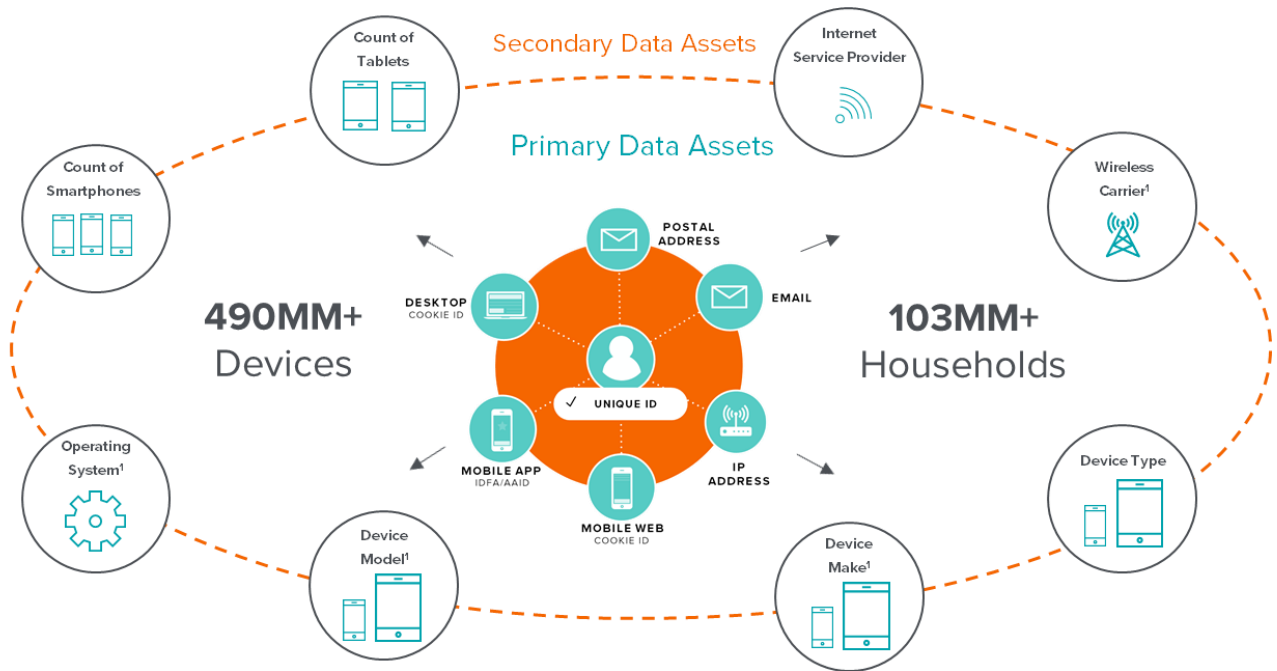 Secondary Data Assets
Primary Data Assets
Count of
Tablets
Internet
Service Provider
Count of
Smartphones
Wireless
Carrier¹
POSTAL
ADDRESS
DESKTOP
COOKIE ID
EMAIL
490MM+
Devices
103MM+
Households
✓ UNIQUE ID
MOBILE APP
IDFA/AAID
IP
ADDRESS
MOBILE WEB
COOKIE ID
Operating
System¹
Device Type
Device
Model¹
Device
Make¹